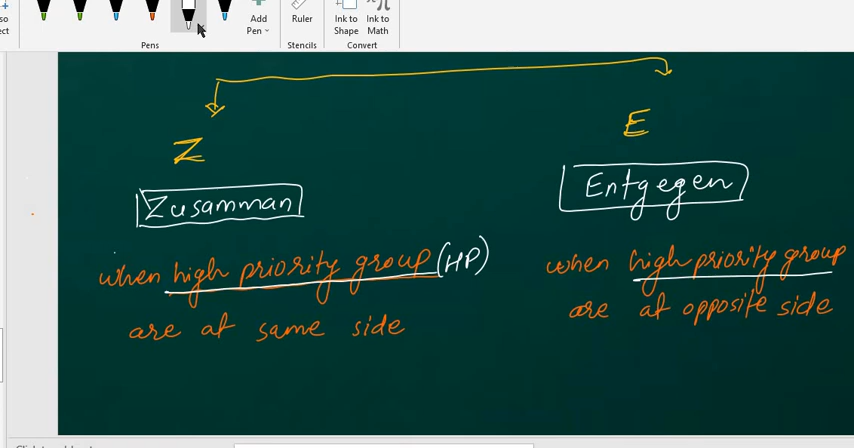 Add
Pen
Ruler
Ink to
Shape
Ink to
Math
Pens
Stencils
Convert
Z
E
Zusamman
Entgegen
when high priority group (HP)
are at same side
when high priority group
are at opposite side